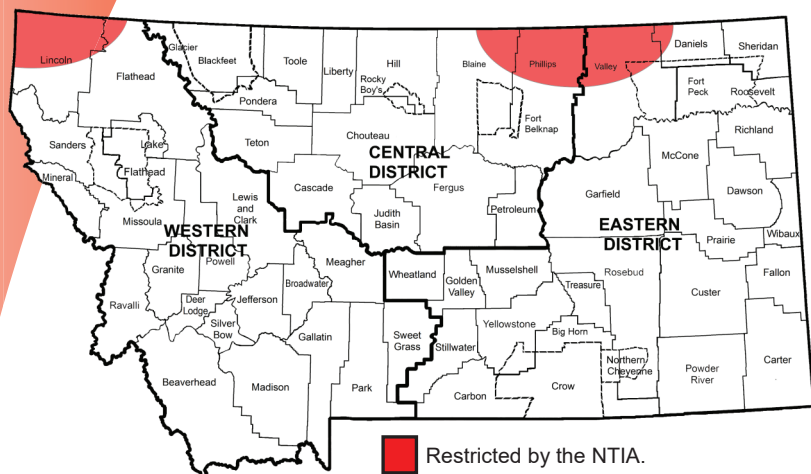 Lincoln
Flathead
Glacier
Blackfeet
Toole
Liberty
Hill
Rocky
Boy's
Blaine
Phillips
Valley
Daniels
Sheridan
Fort
Peck
Roosevelt
Pondera
Teton
Chouteau
Fort
Belknap
Richland
Sanders
Lake
Flathead
Mineral
Missoula
Lewis
and
Clark
Cascade
CENTRAL
DISTRICT
Fergus
Judith
Basin
Petroleum
Garfield
McCone
Dawson
Prairie
Wibaux
WESTERN
DISTRICT
EASTERN
DISTRICT
Powell
Granite
Ravalli
Deer
Lodge
Silver
Bow
Jefferson
Broadwater
Meagher
Wheatland
Golden
Valley
Musselshell
Treasure
Rosebud
Custer
Fallon
Gallatin
Sweet
Grass
Stillwater
Yellowstone
Big Horn
Northern
Cheyenne
Powder
River
Carter
Beaverhead
Madison
Park
Carbon
Crow
Restricted by the NTIA.